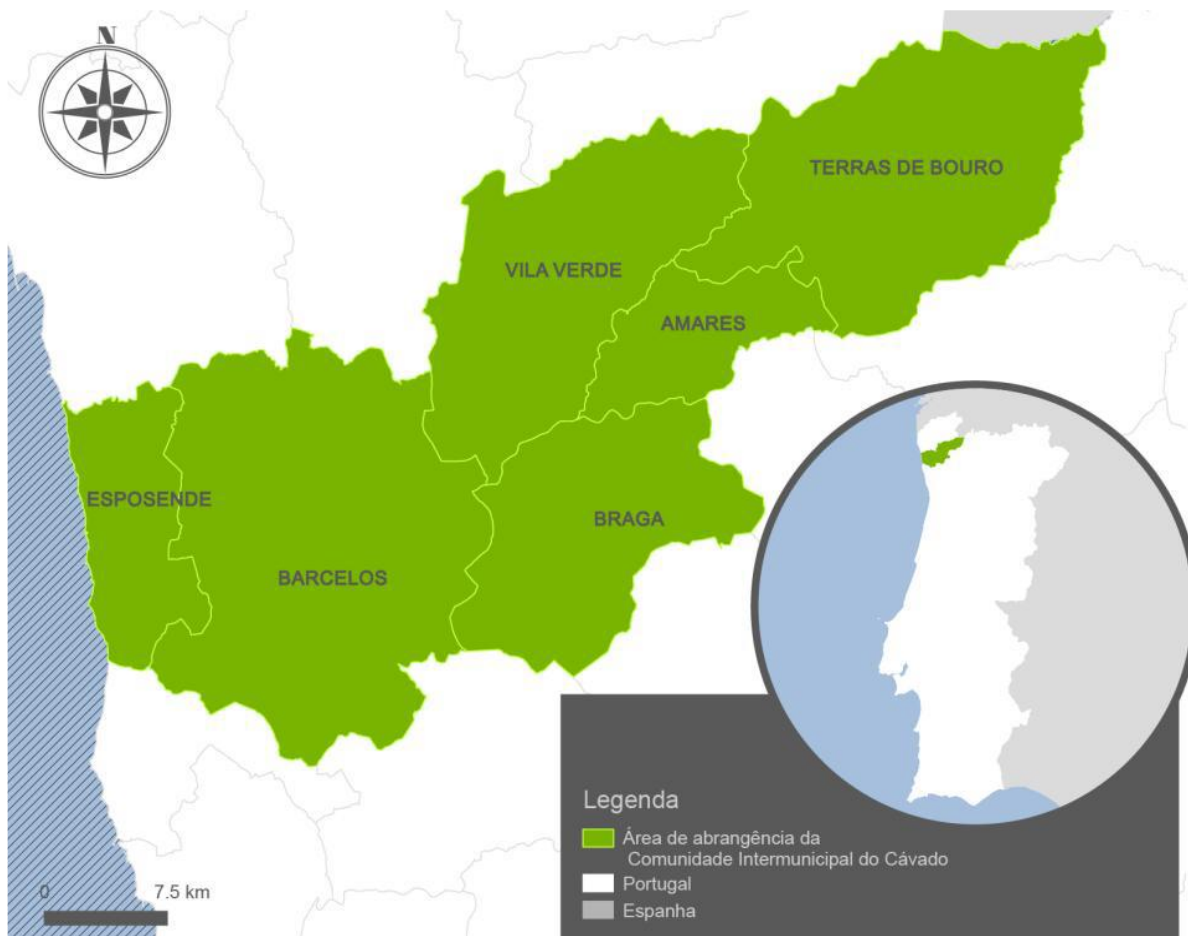 N
TERRAS DE BOURO
VILA VERDE
AMARES
ESPOSENDE
BRAGA
BARCELOS
Legenda
Área de abrangência da
Comunidade Intermunicipal do Cávado
Portugal
Espanha
0 7.5 km